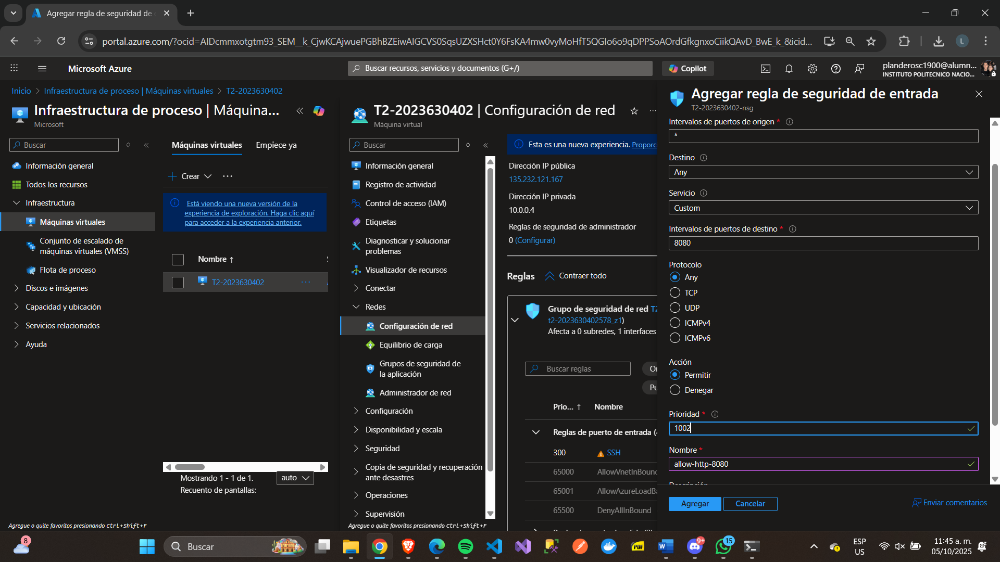 Agregar regla de seguridad de
portal.azure.com/?ocid=AIDcmmxotgtm93_SEM__k_CjwKCAjwuePGBhBZEiwAIGCVS0SqsUZXSHct0Y6FsKA4mw0vyMoHfT5QGIo6o9qDPPSoAOrdGfkgnxoCiikQAvD_BwE_k_&icid...
L
Microsoft Azure
Buscar recursos, servicios y documentos (G+/)
Copilot
planderosc1900@alumn...
INSTITUTO POLITECNICO NACIO...
Inicio > Infraestructura de proceso | Máquinas virtuales > T2-2023630402
Infraestructura de proceso | Máquina...
Microsoft
Buscar
Información general
Todos los recursos
Infraestructura
Máquinas virtuales
Conjunto de escalado de
máquinas virtuales (VMSS)
Flota de proceso
Discos e imágenes
Capacidad y ubicación
Servicios relacionados
Ayuda
Agregue o quite favoritos presionando Ctrl+Shift+F
Máquinas virtuales
Empiece ya
Crear
Está viendo una nueva versión de la
experiencia de exploración. Haga clic aquí
para acceder a la experiencia anterior.
Nombre ↑
T2-2023630402
Mostrando 1 - 1 de 1.
Recuento de pantallas:
auto
T2-2023630402 | Configuración de red
Máquina virtual
Buscar
Información general
Registro de actividad
Control de acceso (IAM)
Etiquetas
Diagnosticar y solucionar
problemas
Visualizador de recursos
Conectar
Redes
Configuración de red
Equilibrio de carga
Grupos de seguridad de
la aplicación
Administrador de red
Configuración
Disponibilidad y escala
Seguridad
Copia de seguridad y recuperación
ante desastres
Operaciones
Supervisión
Agregue o quite favoritos presionando Ctrl+Shift+F
Esta es una nueva experiencia. Proporci
Dirección IP pública
135.232.121.167
Dirección IP privada
10.0.0.4
Reglas de seguridad de administrador
0 (Configurar)
Reglas
Contraer todo
Grupo de seguridad de red T2
t2-2023630402578_z1)
Afecta a 0 subredes, 1 interfaces
Buscar reglas
Or
Pu
Prio... ↑ Nombre
Reglas de puerto de entrada (4
300 SSH
65000 AllowVnetInBound
65001 AllowAzureLoadBa
65500 DenyAllInBound
Agregar regla de seguridad de entrada
T2-2023630402-nsg
Intervalos de puertos de origen *
*
Destino
Any
Servicio
Custom
Intervalos de puertos de destino *
8080
Protocolo
Any
TCP
UDP
ICMPv4
ICMPv6
Acción
Permitir
Denegar
Prioridad *
1002
Nombre *
allow-http-8080
Descripción
Agregar
Cancelar
Enviar comentarios
8
Buscar
PDF
9+
15
ESP
US
11:45 a. m.
05/10/2025